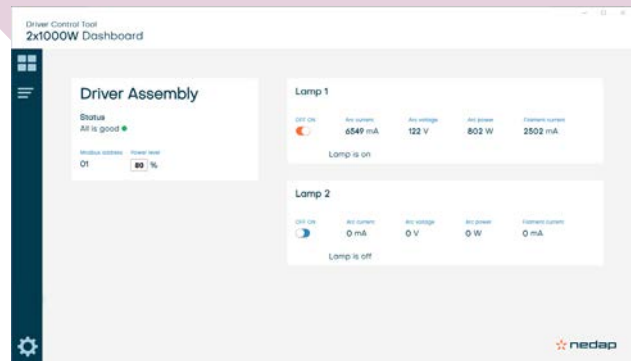 Driver Control Tool
2x1000W Dashboard
Driver Assembly
Status
All is good
Modbus address Power level
01 80 %
Lamp 1
OFF ON Arc current Arc voltage Arc power Filament current
6549 mA 122 V 802 W 2502 mA
Lamp is on
Lamp 2
OFF ON Arc current Arc voltage Arc power Filament current
0 mA 0 V 0 W 0 mA
Lamp is off
nedap